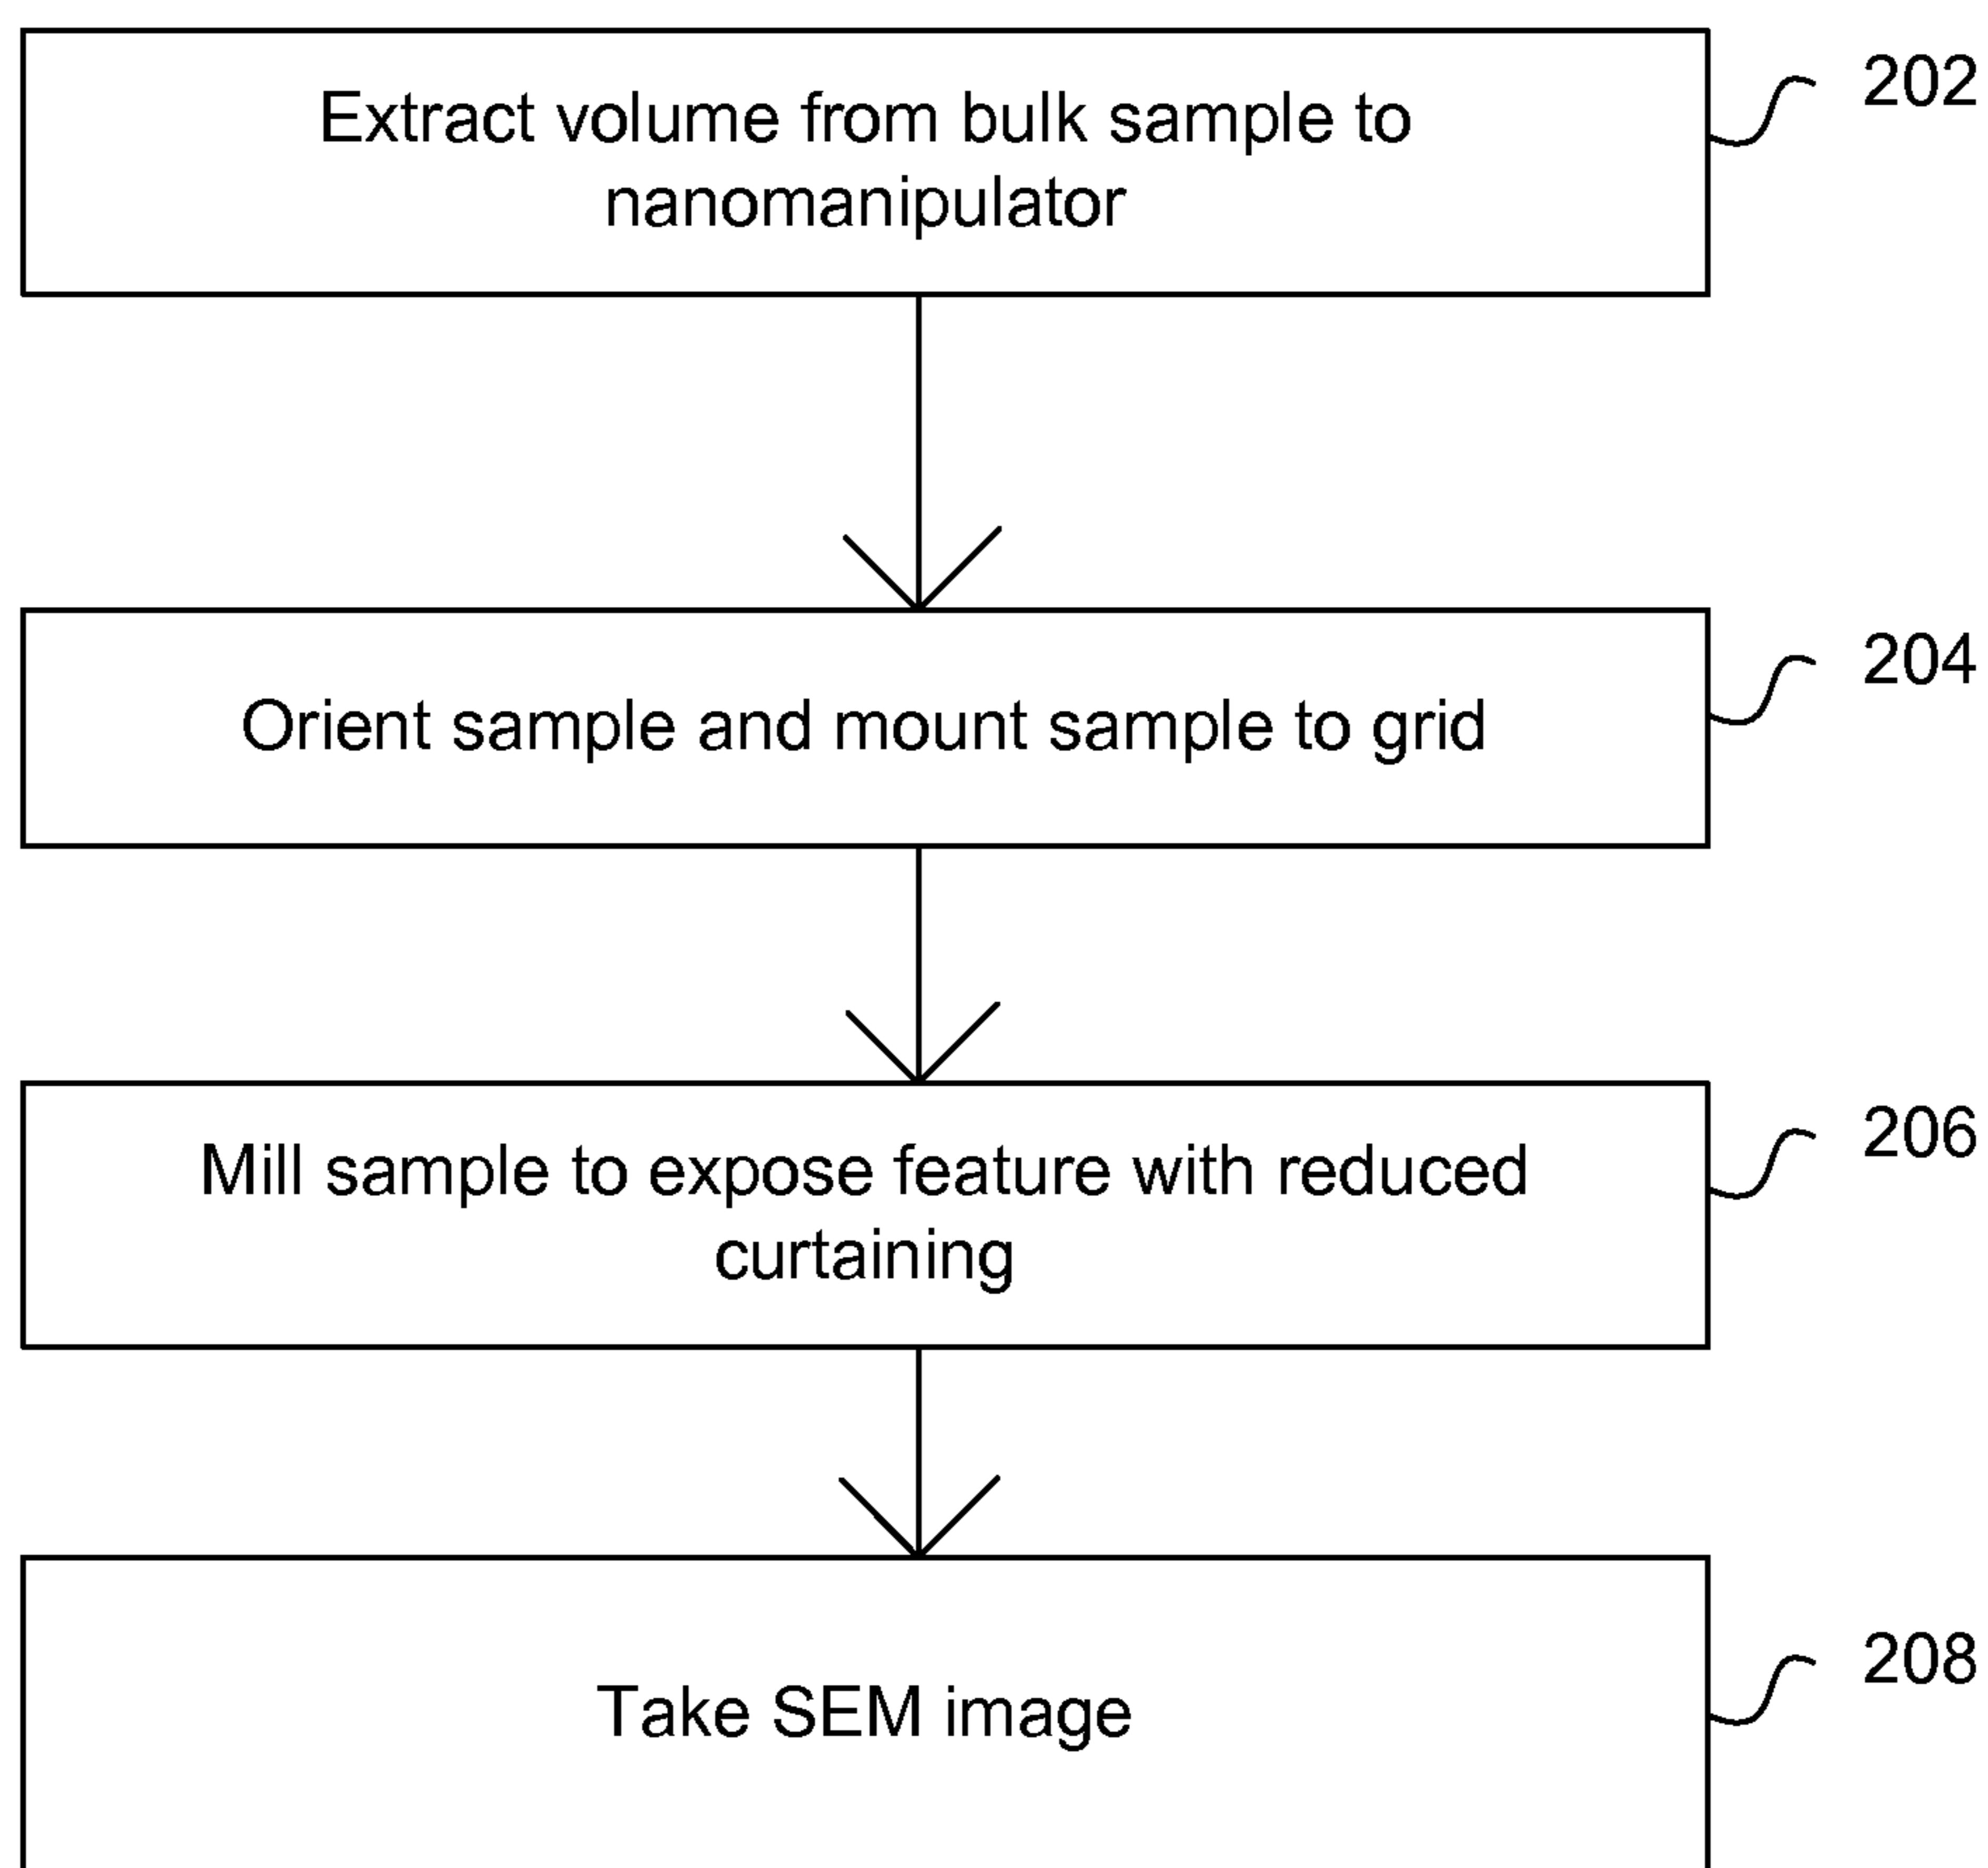 Extract volume from bulk sample to
nanomanipulator
202
Orient sample and mount sample to grid
204
Mill sample to expose feature with reduced
curtaining
206
Take SEM image
208